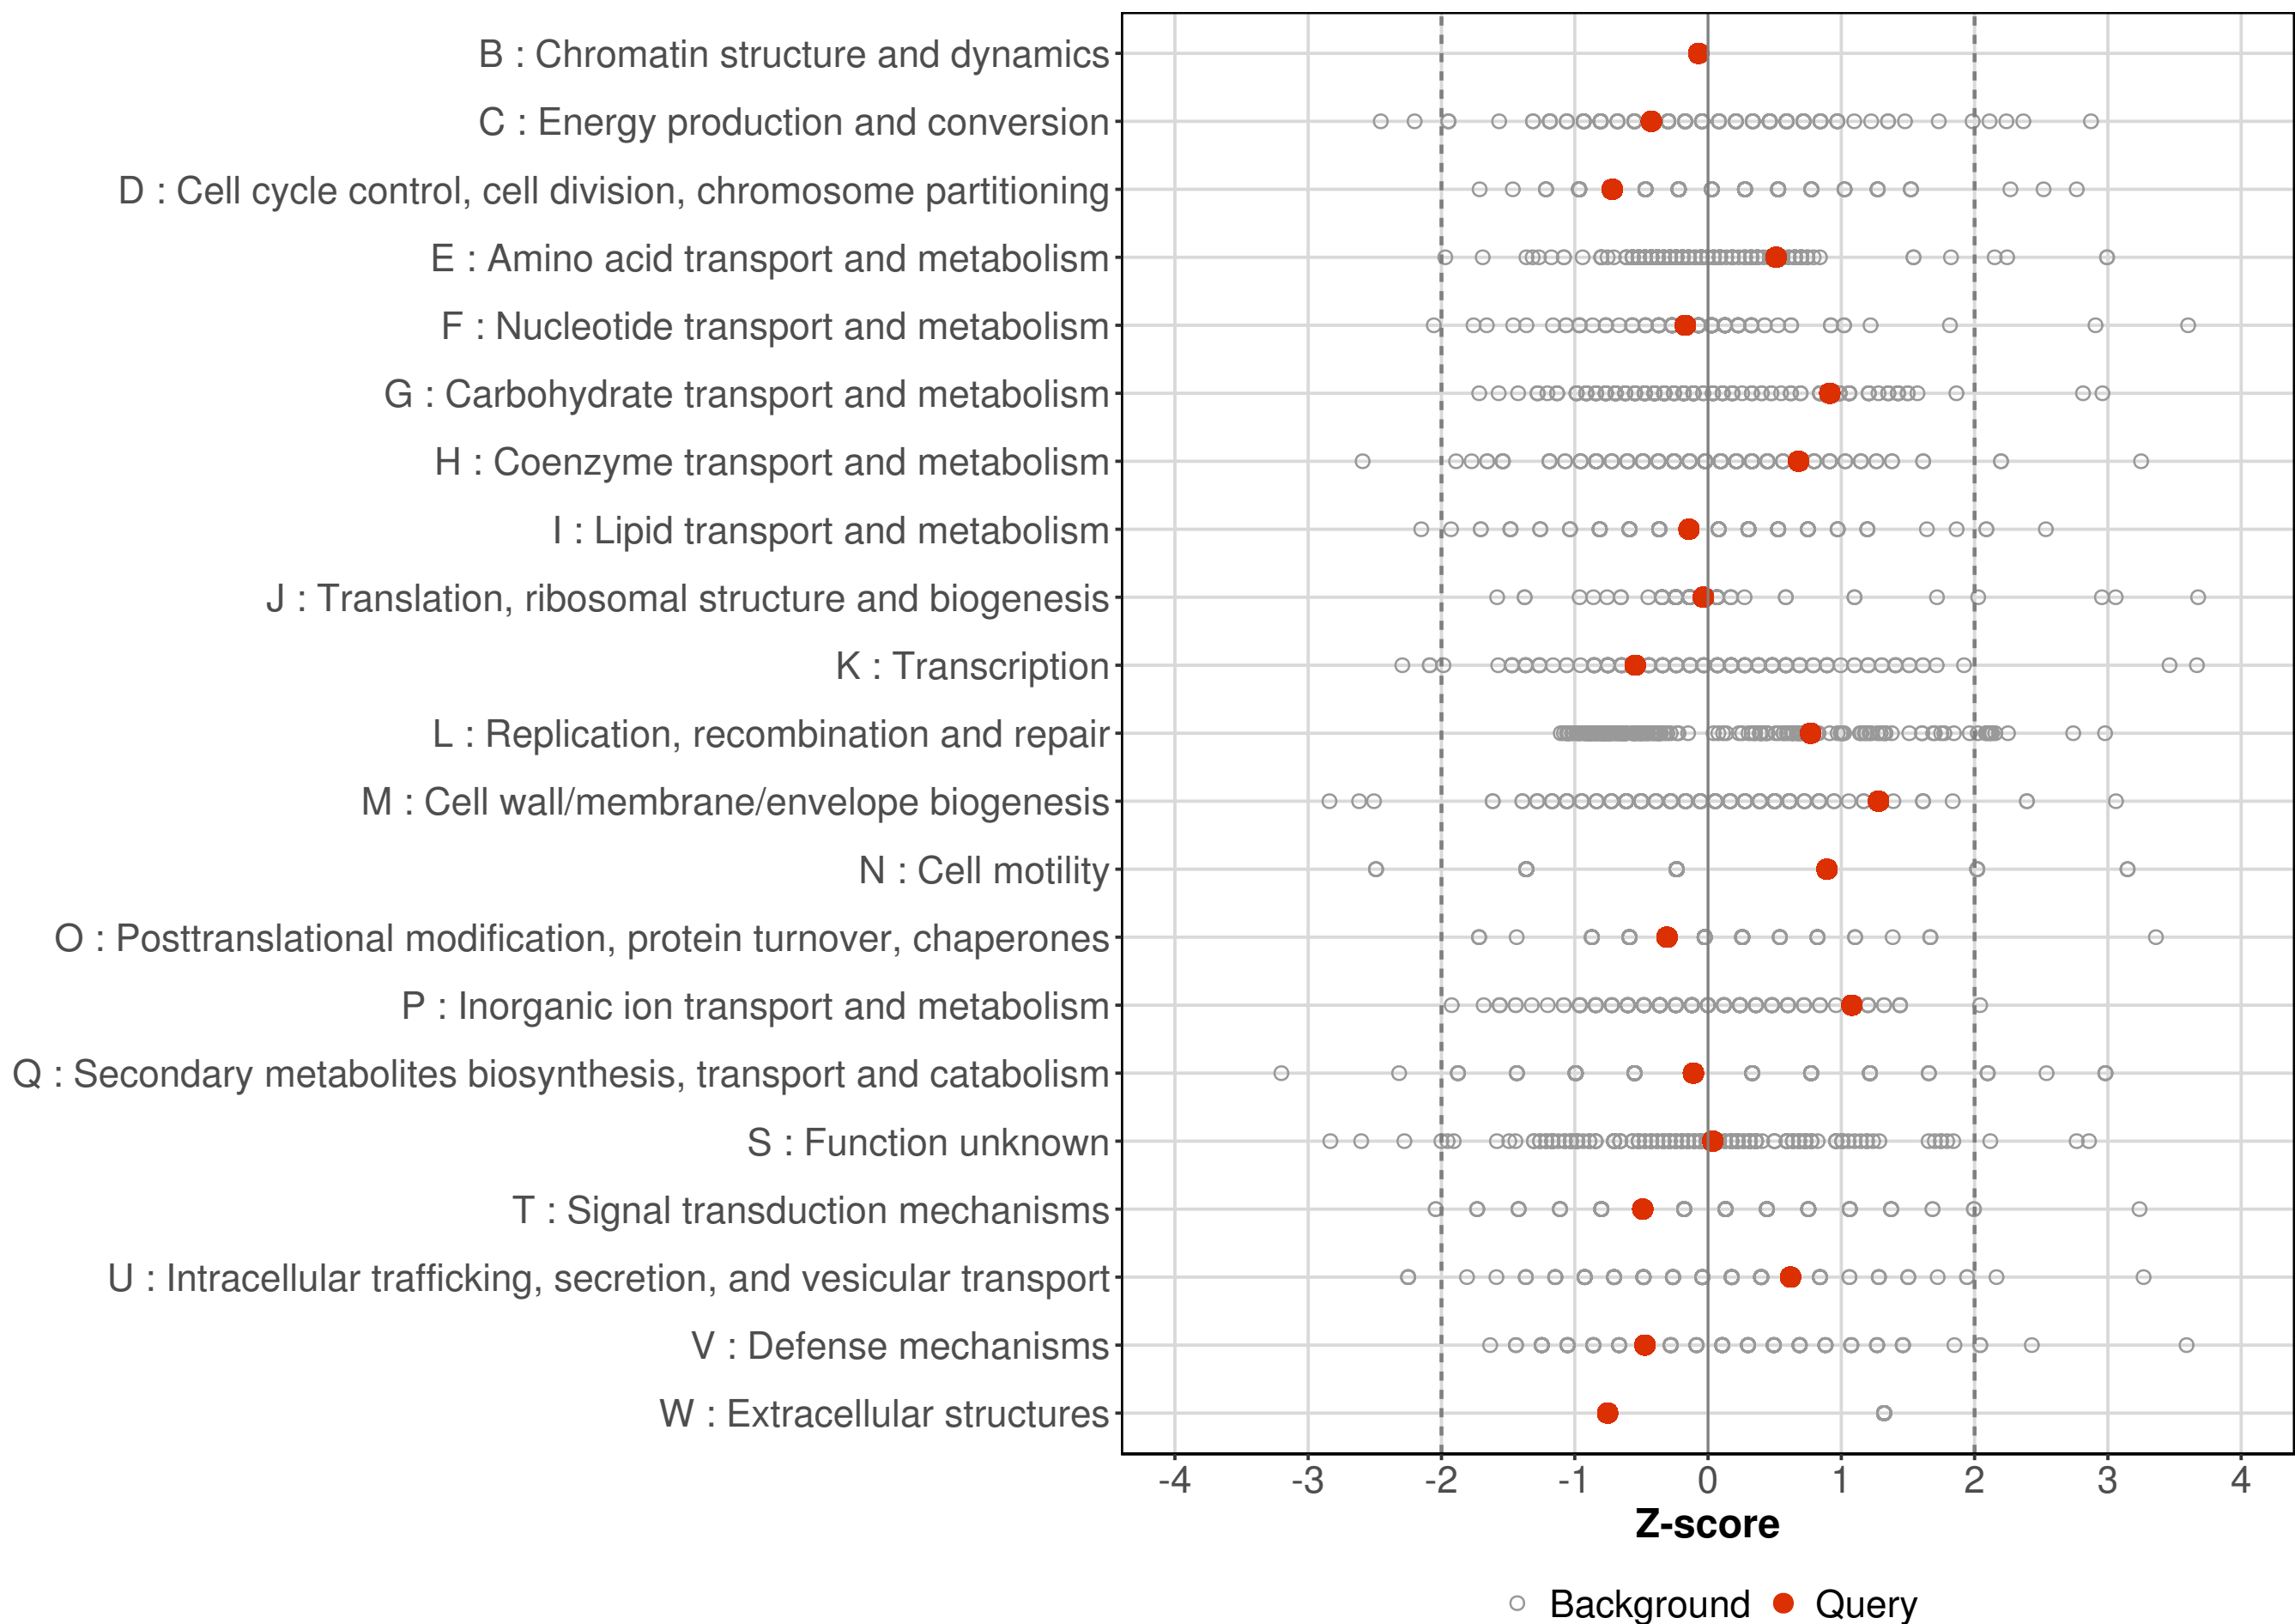 B : Chromatin structure and dynamics
C : Energy production and conversion
D : Cell cycle control, cell division, chromosome partitioning
E : Amino acid transport and metabolism
F : Nucleotide transport and metabolism
G : Carbohydrate transport and metabolism
H : Coenzyme transport and metabolism
I : Lipid transport and metabolism
J : Translation, ribosomal structure and biogenesis
K : Transcription
L : Replication, recombination and repair
M : Cell wall/membrane/envelope biogenesis
N : Cell motility
O : Posttranslational modification, protein turnover, chaperones
P : Inorganic ion transport and metabolism
Q : Secondary metabolites biosynthesis, transport and catabolism
S : Function unknown
T : Signal transduction mechanisms
U : Intracellular trafficking, secretion, and vesicular transport
V : Defense mechanisms
W : Extracellular structures
-4 -3 -2 -1 0 1 2 3 4
Z-score
Background Query